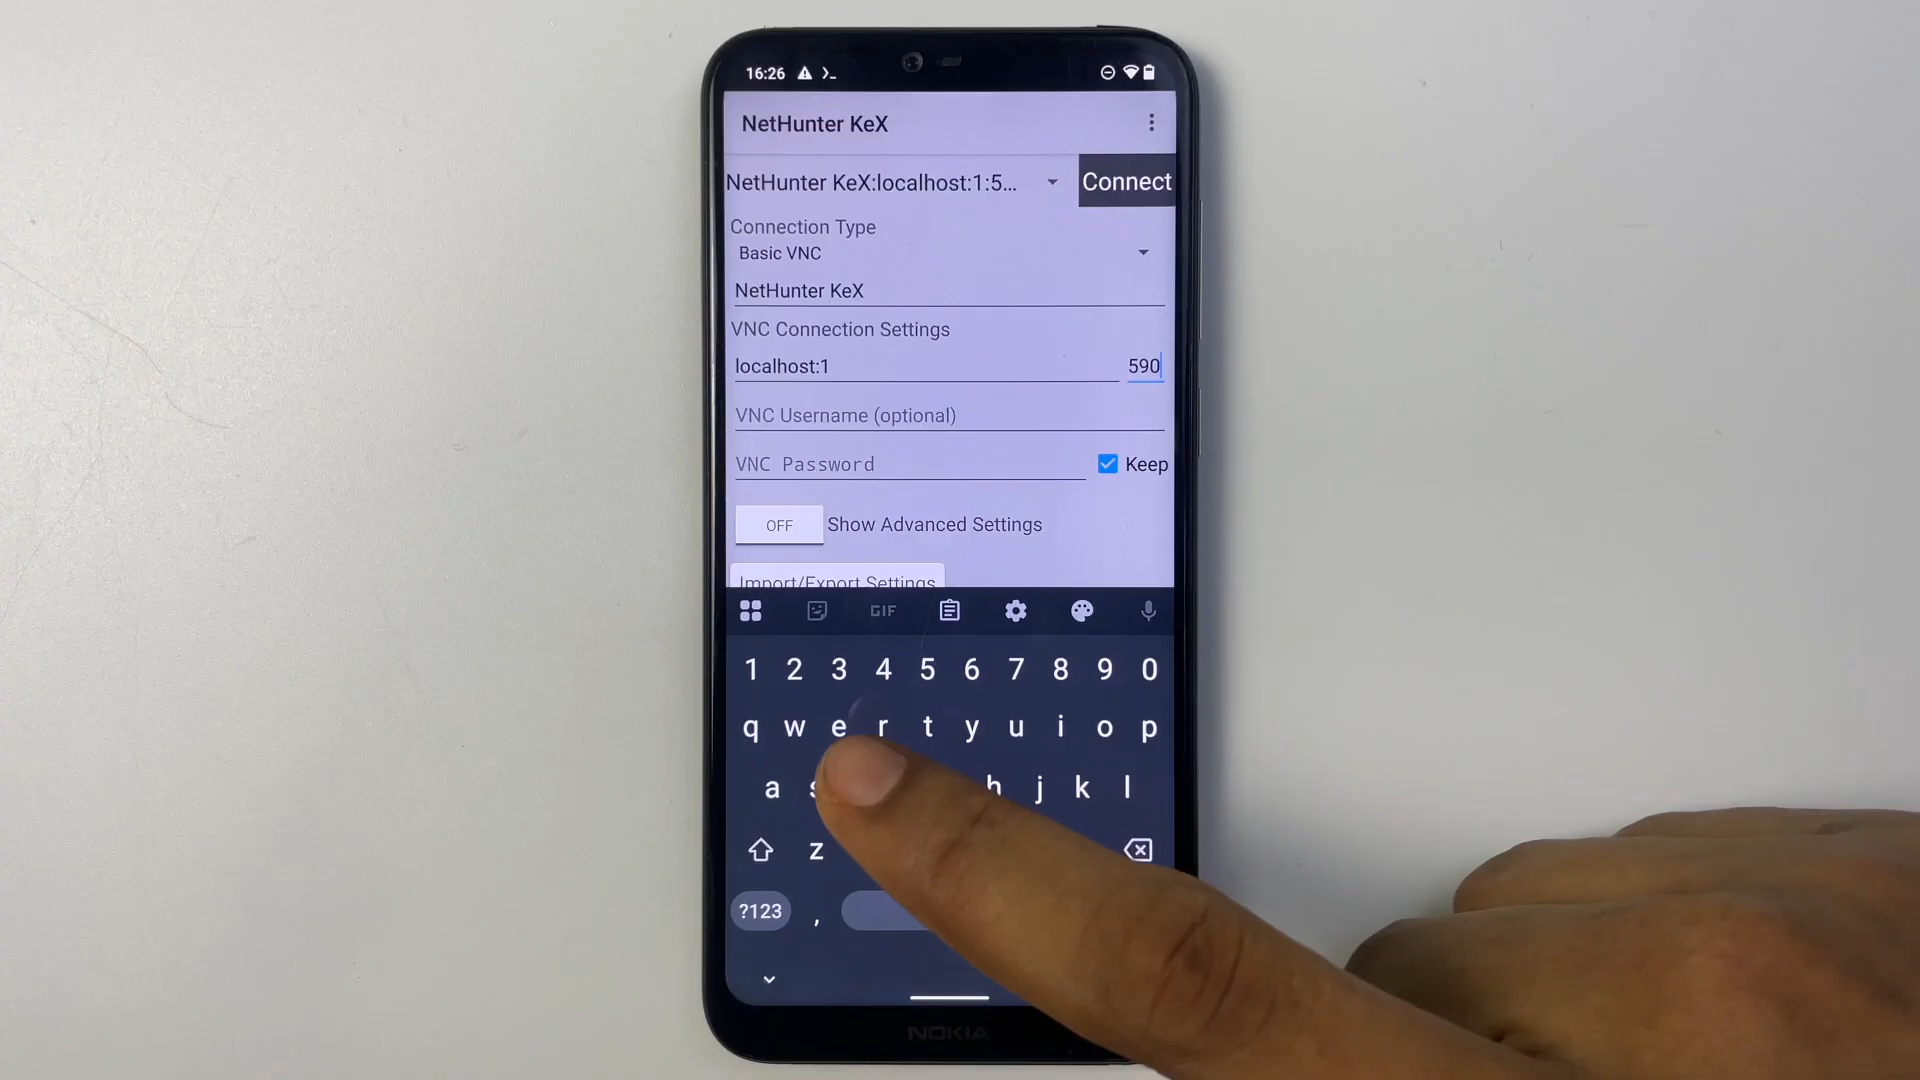 16:26
NetHunter KeX
NetHunter KeX:localhost:1:5... Connect
Connection Type
Basic VNC
NetHunter KeX
VNC Connection Settings
localhost:1 590
VNC Username (optional)
VNC Password Keep
OFF Show Advanced Settings
Import/Export Settings
GIF
1 2 3 4 5 6 7 8 9 0
q w e r t y u i o p
a s h j k l
z
?123 ,
NOKIA